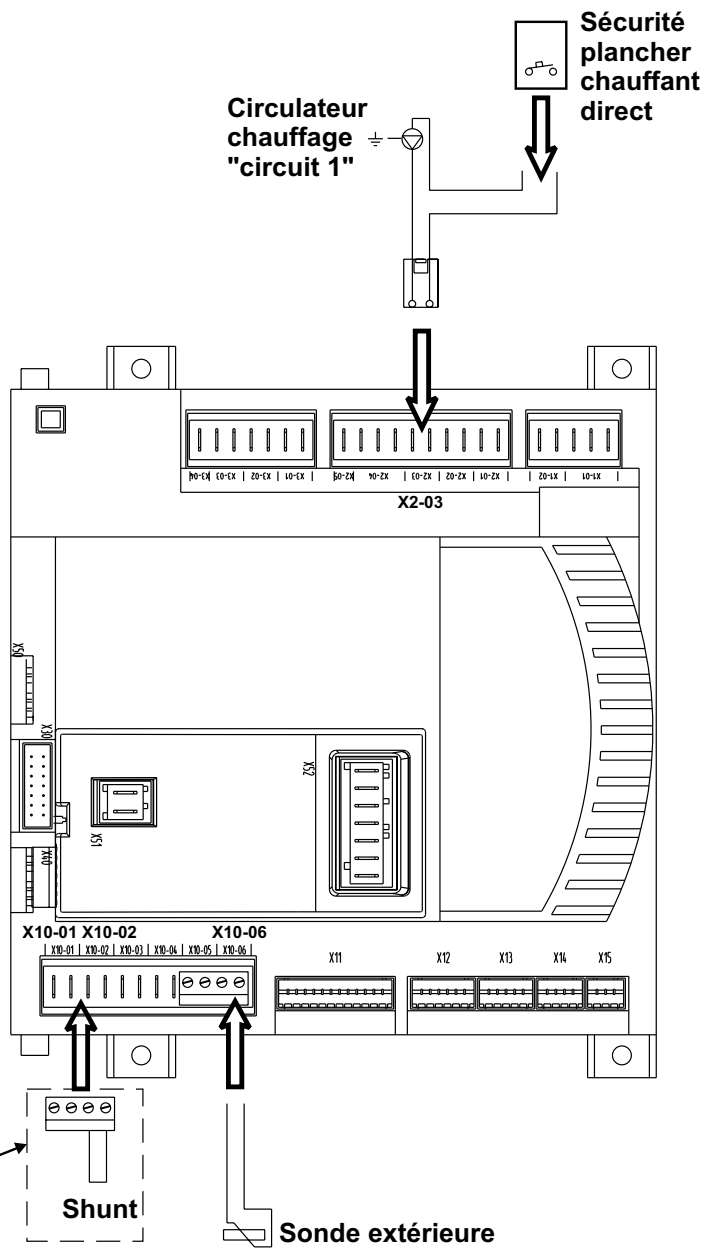 Sécurité
plancher
chauffant
direct
Circulateur
chauffage
"circuit 1"
X3-04 X3-03 X3-02 X3-01 X2-05 X2-04 X2-03 X2-02 X2-01 X1-02 X1-01
X2-03
X50
X30
X52
X51
X40
X10-01 X10-02 X10-06
X10-01 X10-02 X10-03 X10-04 X10-05 X10-06 X11 X12 X13 X14 X15
Shunt
Sonde extérieure